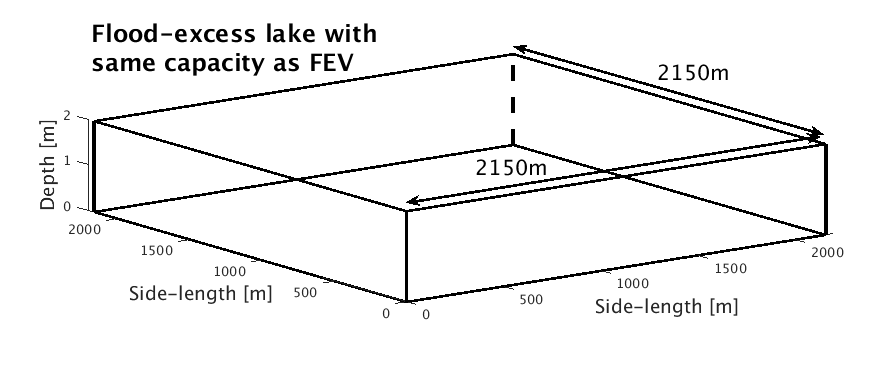 Flood-excess lake with
same capacity as FEV
2150m
2150m
Depth [m]
2
1
0
2000
1500
1000
500
0
Side-length [m]
0
500
1000
1500
2000
Side-length [m]